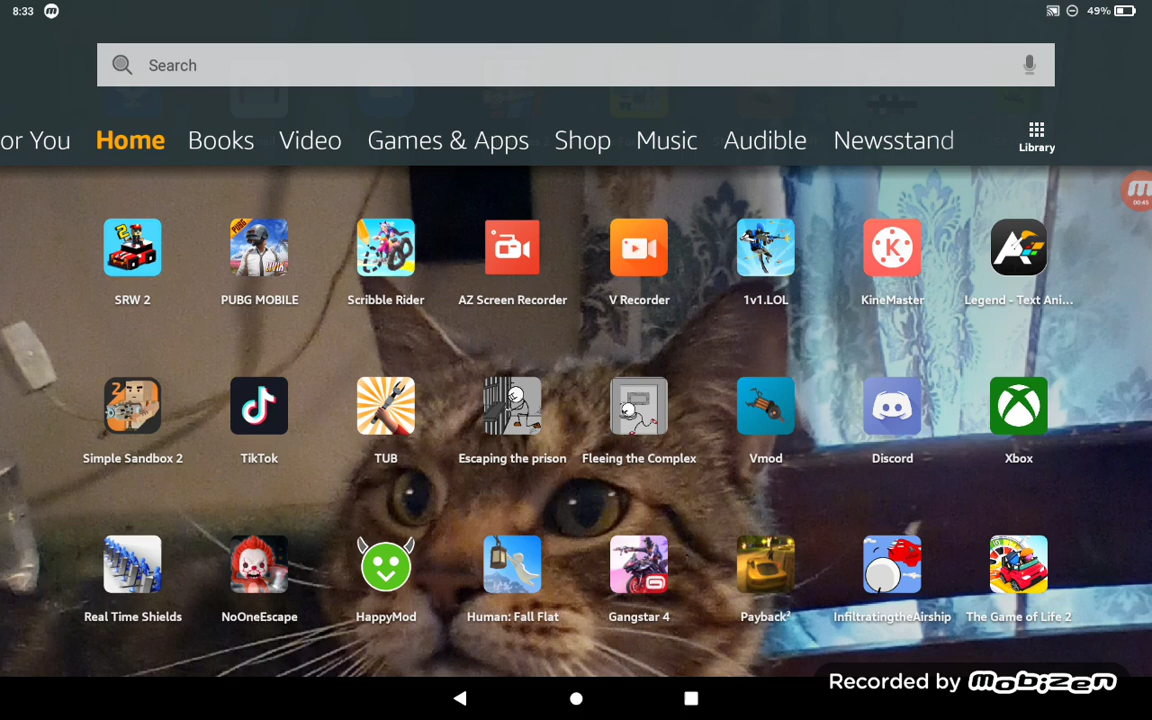 8:33
49%
Search
or You Home Books Video Games & Apps Shop Music Audible Newsstand Library
00:45
SRW 2 PUBG MOBILE Scribble Rider AZ Screen Recorder V Recorder 1v1.LOL KineMaster Legend - Text Ani...
Simple Sandbox 2 TikTok TUB Escaping the prison Fleeing the Complex Vmod Discord Xbox
Real Time Shields NoOneEscape HappyMod Human: Fall Flat Gangstar 4 Payback² InfiltratingtheAirship The Game of Life 2
Recorded by mobizen